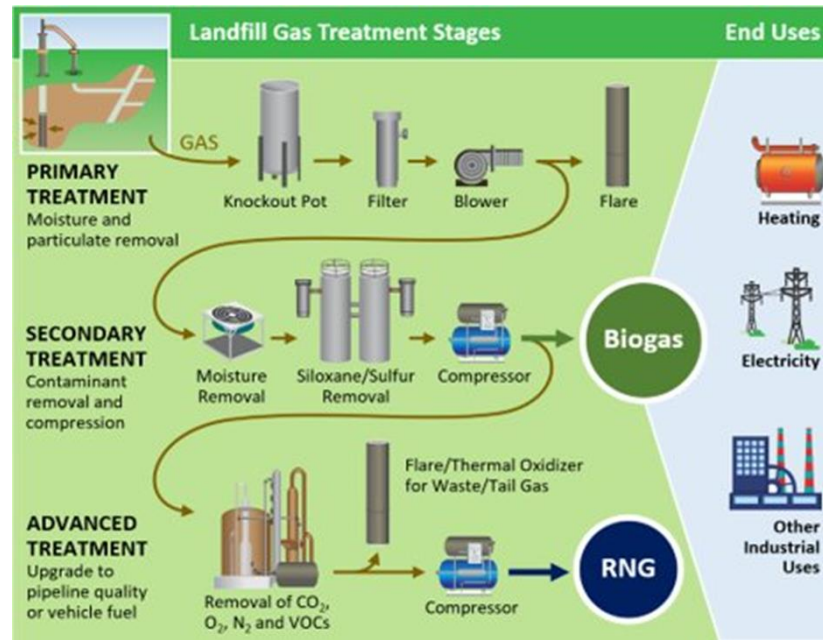 Landfill Gas Treatment Stages
End Uses
GAS
PRIMARY
TREATMENT
Moisture and
particulate removal
Knockout Pot
Filter
Blower
Flare
Heating
SECONDARY
TREATMENT
Contaminant
removal and
compression
Moisture
Removal
Siloxane/Sulfur
Removal
Compressor
Biogas
Electricity
ADVANCED
TREATMENT
Upgrade to
pipeline quality
or vehicle fuel
Removal of CO₂,
O₂, N₂ and VOCs
Flare/Thermal Oxidizer
for Waste/Tail Gas
Compressor
RNG
Other
Industrial
Uses